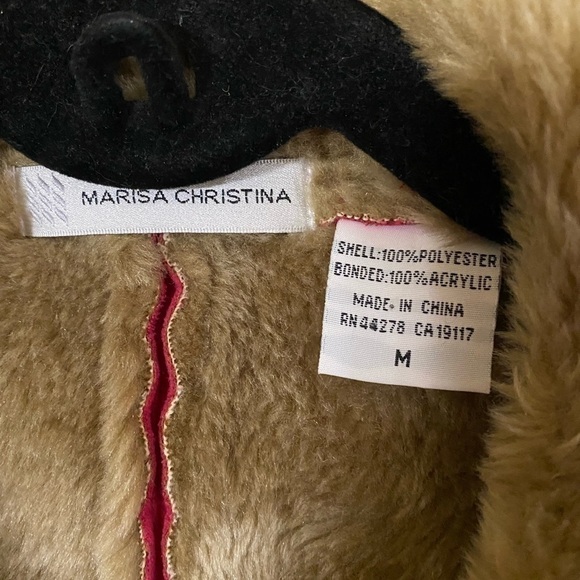 MARISA CHRISTINA
SHELL:100%POLYESTER
BONDED:100%ACRYLIC
MADE IN CHINA
RN44278 CA19117
M